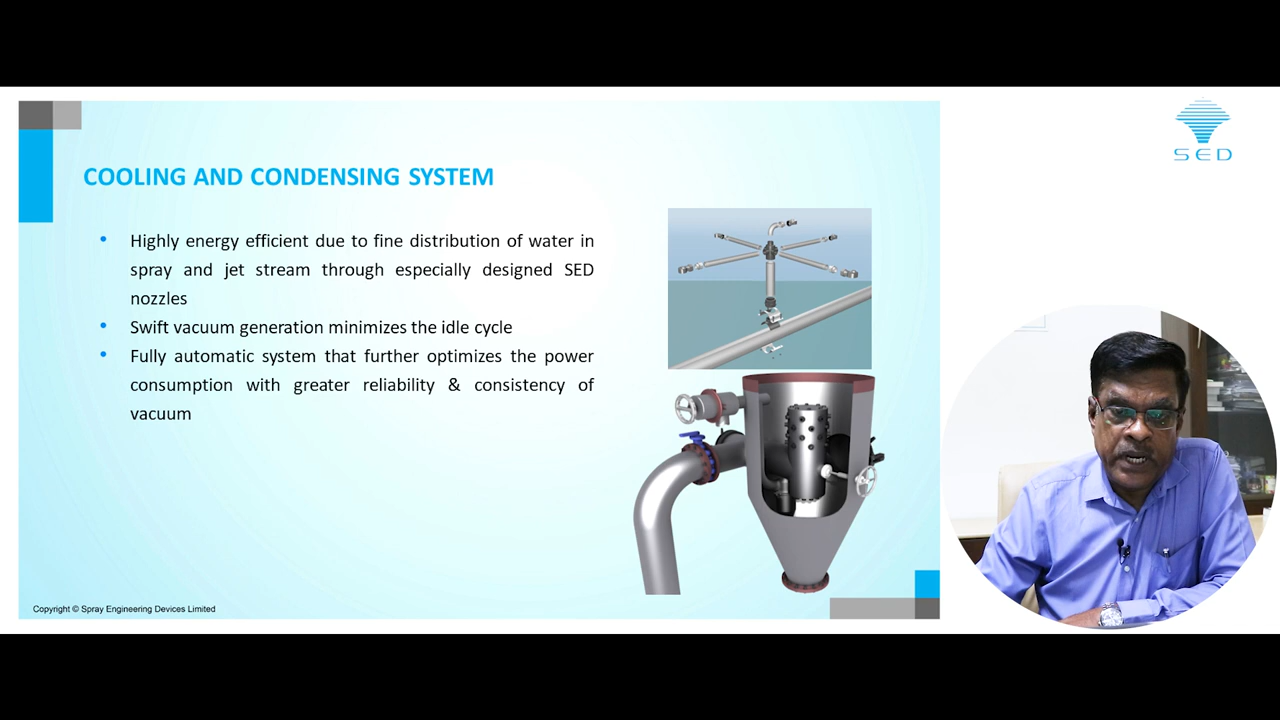 COOLING AND CONDENSING SYSTEM
• Highly energy efficient due to fine distribution of water in
spray and jet stream through especially designed SED
nozzles
• Swift vacuum generation minimizes the idle cycle
• Fully automatic system that further optimizes the power
consumption with greater reliability & consistency of
vacuum
Copyright © Spray Engineering Devices Limited
SED